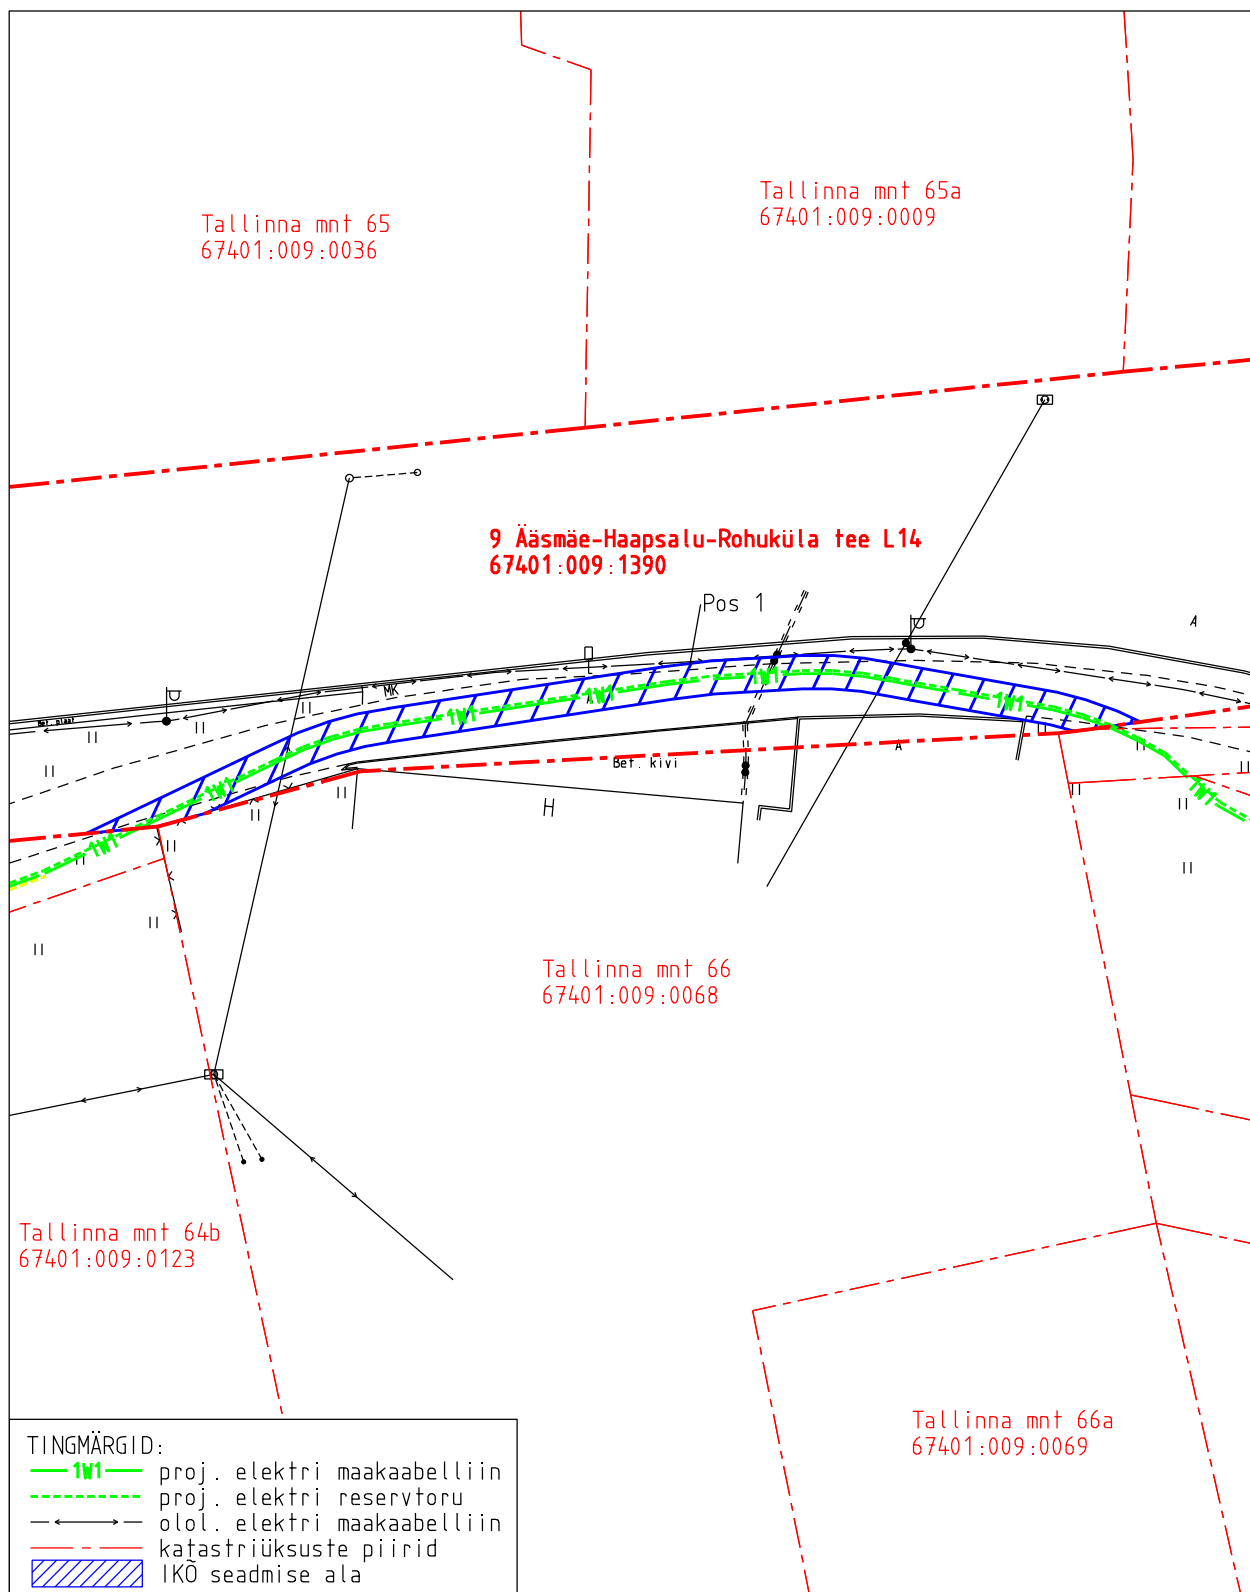 Tallinna mnt 65a
67401:009:0009
Tallinna mnt 65
67401:009:0036
9 Ääsmäe-Haapsalu-Rohuküla tee L14
67401:009:1390
Pos 1
A
MK
Bet. plaat
1W1
1W1
1W1
1W1
A
Bet. kivi
1W1
1W1
H
1W1
Tallinna mnt 66
67401:009:0068
Tallinna mnt 64b
67401:009:0123
Tallinna mnt 66a
67401:009:0069
TINGMÄRGID:
1W1 proj. elektri maakaabelliin
proj. elektri reservtoru
olol. elektri maakaabelliin
katastriüksuste piirid
IKÕ seadmise ala